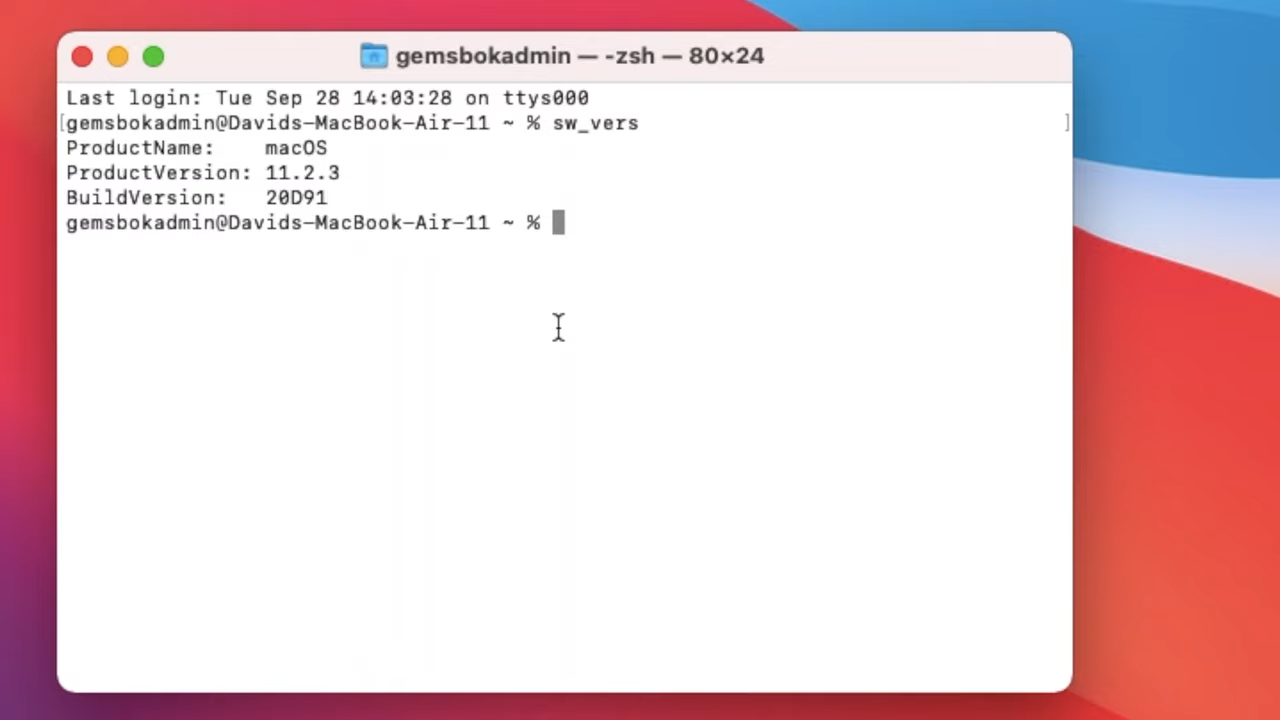 gemsbokadmin — -zsh — 80×24
Last login: Tue Sep 28 14:03:28 on ttys000
[gemsbokadmin@Davids-MacBook-Air-11 ~ % sw_vers ]
ProductName:    macOS
ProductVersion: 11.2.3
BuildVersion:   20D91
gemsbokadmin@Davids-MacBook-Air-11 ~ %